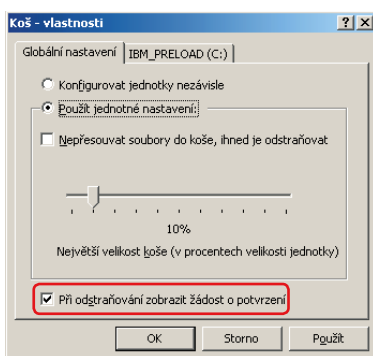 Koš - vlastnosti
Globální nastavení
IBM_PRELOAD (C:)
Konfigurovat jednotky nezávisle
Použít jednotné nastavení:
Nepřesouvat soubory do koše, ihned je odstraňovat
10%
Největší velikost koše (v procentech velikosti jednotky)
Při odstraňování zobrazit žádost o potvrzení
OK
Storno
Použít